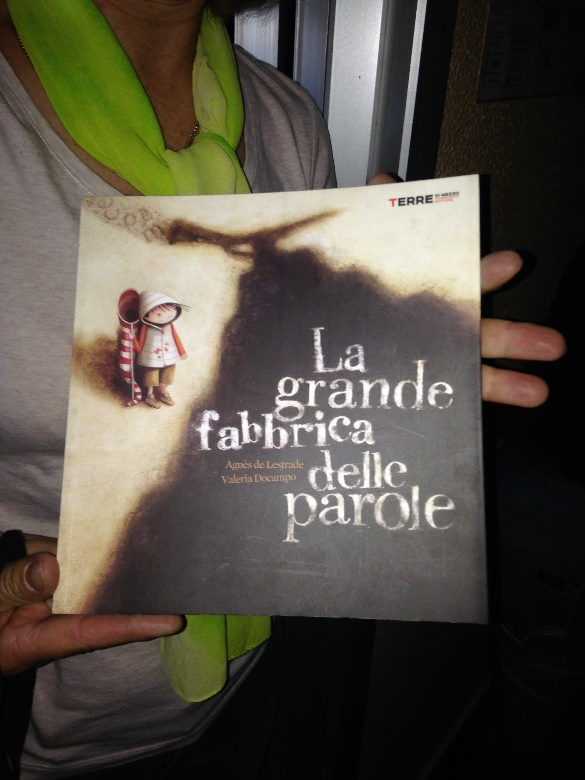 TERRE
La
grande
fabbrica
delle
parole
Agnès de Lestrade
Valeria Docampo